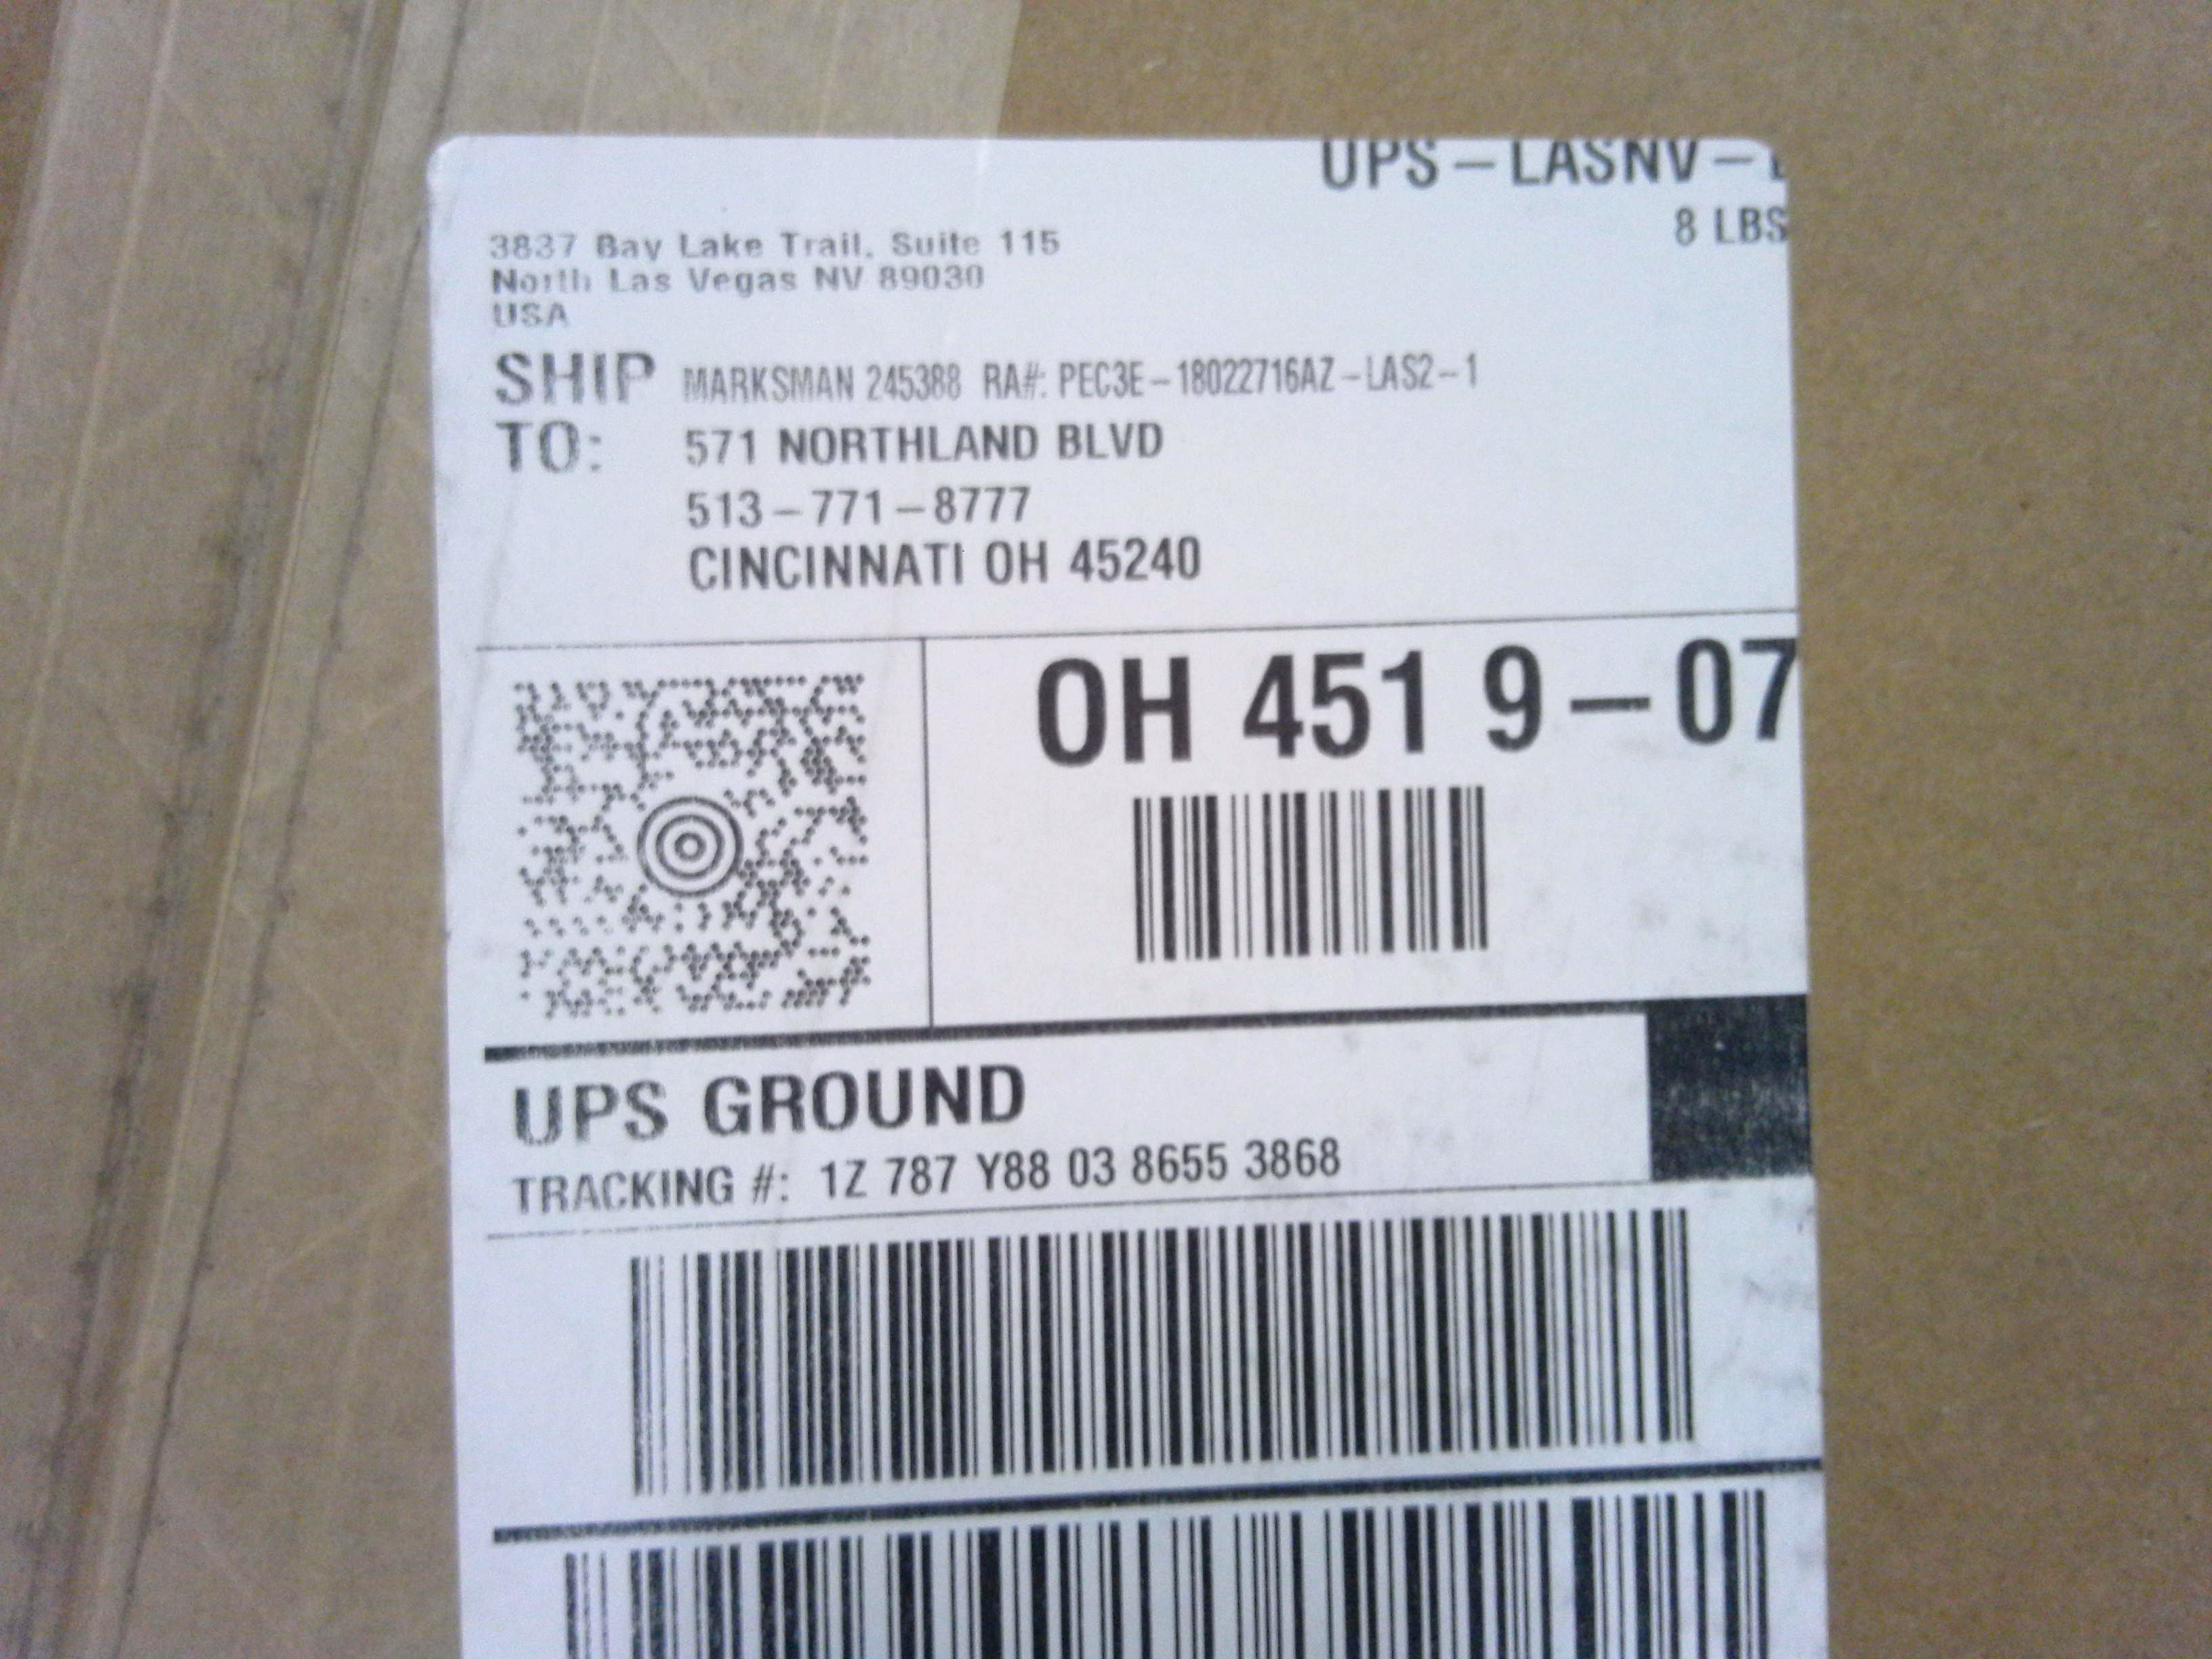 UPS-LASNV-
8 LBS
3837 Bay Lake Trail, Suite 115
North Las Vegas NV 89030
USA
SHIP TO:
MARKSMAN 245388 RA#: PEC3E-18022716AZ-LAS2-1
571 NORTHLAND BLVD
513-771-8777
CINCINNATI OH 45240
OH 451 9-07
UPS GROUND
TRACKING #: 1Z 787 Y88 03 8655 3868